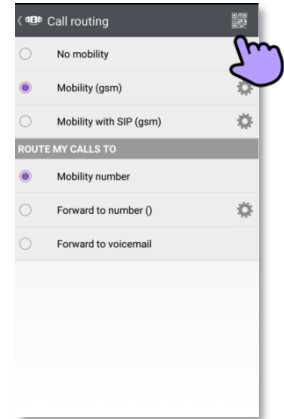 Call routing
No mobility
Mobility (gsm)
Mobility with SIP (gsm)
ROUTE MY CALLS TO
Mobility number
Forward to number ()
Forward to voicemail